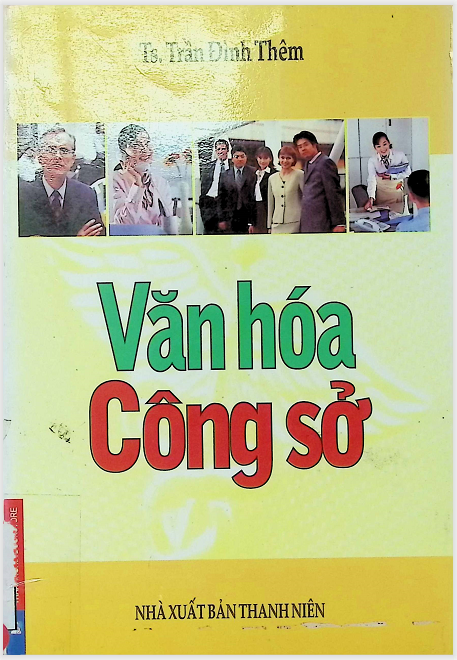 Ts. Trần Đình Thêm
Văn hóa
Công sở
NHÀ XUẤT BẢN THANH NIÊN